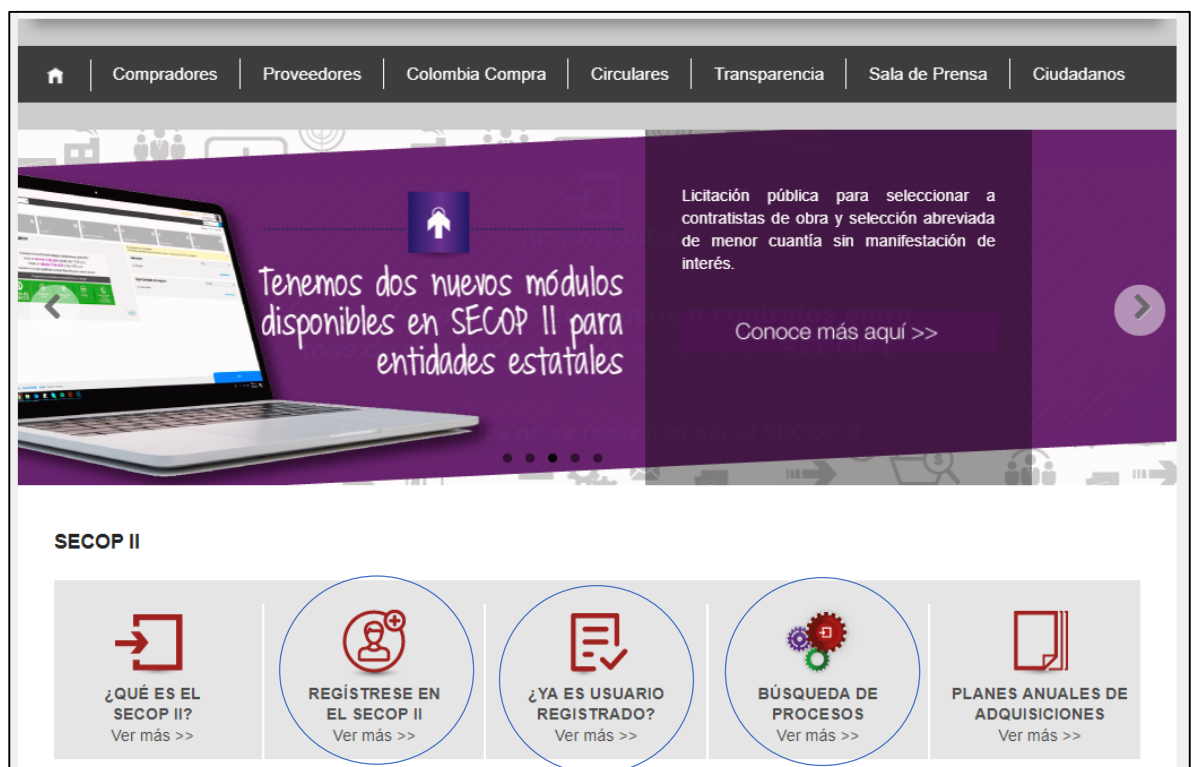 Compradores
Proveedores
Colombia Compra
Circulares
Transparencia
Sala de Prensa
Ciudadanos
Tenemos dos nuevos módulos
disponibles en SECOP II para
entidades estatales
Licitación pública para seleccionar a
contratistas de obra y selección abreviada
de menor cuantía sin manifestación de
interés.
Conoce más aquí >>
SECOP II
¿QUÉ ES EL
SECOP II?
Ver más >>
REGÍSTRESE EN
EL SECOP II
Ver más >>
¿YA ES USUARIO
REGISTRADO?
Ver más >>
BÚSQUEDA DE
PROCESOS
Ver más >>
PLANES ANUALES DE
ADQUISICIONES
Ver más >>